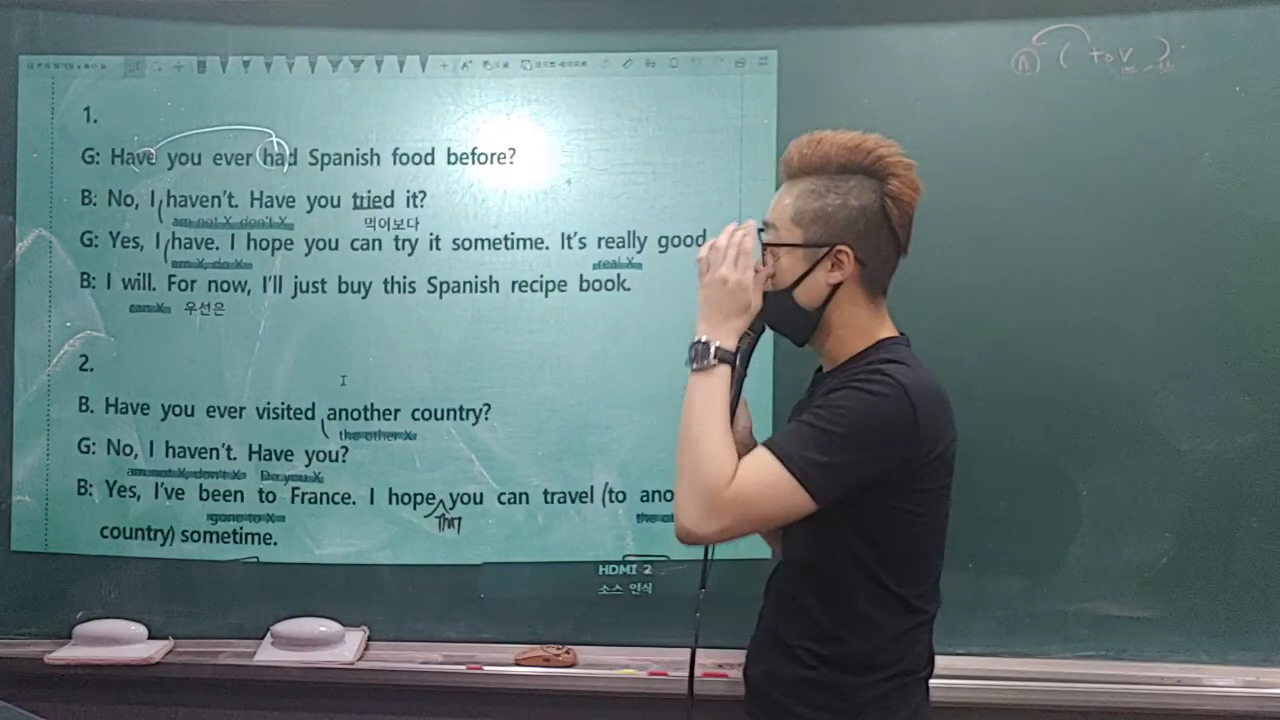 1.
G: Have you ever had Spanish food before?
B: No, I haven't. Have you tried it?
am not X, don't X 먹어보다
G: Yes, I have. I hope you can try it sometime. It's really good
am X, do X real X
B: I will. For now, I'll just buy this Spanish recipe book.
can X 우선은
2.
B. Have you ever visited another country?
the other X
G: No, I haven't. Have you?
am not X, don't X Do you X
B: Yes, I've been to France. I hope you can travel (to ano
gone to X that
country) sometime.
HDMI 2
소스 인식
n ( to v )